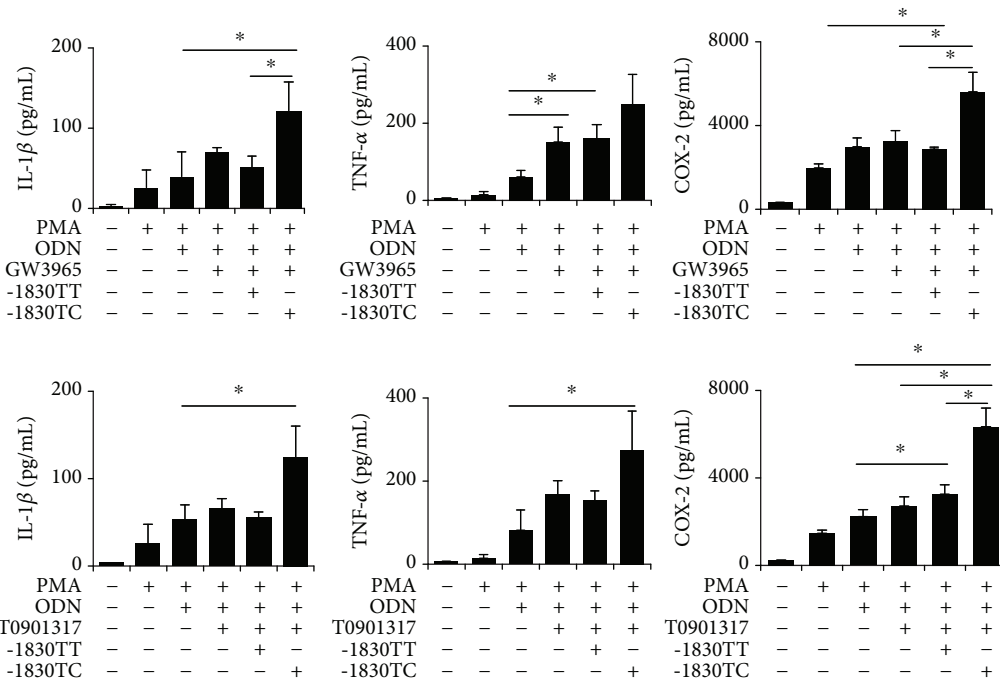 IL-1β (pg/mL)
200
100
0
*
*
PMA − + + + + +
ODN − − + + + +
GW3965 − − − + + +
-1830TT − − − − + −
-1830TC − − − − − +
TNF-α (pg/mL)
400
200
0
*
*
PMA − + + + + +
ODN − − + + + +
GW3965 − − − + + +
-1830TT − − − − + −
-1830TC − − − − − +
COX-2 (pg/mL)
8000
4000
0
*
*
*
PMA − + + + + +
ODN − − + + + +
GW3965 − − − + + +
-1830TT − − − − + −
-1830TC − − − − − +
IL-1β (pg/mL)
200
100
0
*
PMA − + + + + +
ODN − − + + + +
T0901317 − − − + + +
-1830TT − − − − + −
-1830TC − − − − − +
TNF-α (pg/mL)
400
200
0
*
PMA − + + + + +
ODN − − + + + +
T0901317 − − − + + +
-1830TT − − − − + −
-1830TC − − − − − +
COX-2 (pg/mL)
8000
4000
0
*
*
*
*
PMA − + + + + +
ODN − − + + + +
T0901317 − − − + + +
-1830TT − − − − + −
-1830TC − − − − − +